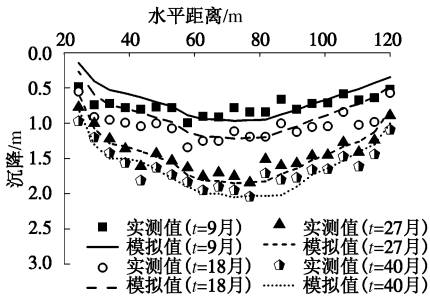 水平距离/m
20 40 60 80 100 120
0.0
0.5
1.0
1.5
2.0
2.5
3.0
沉降/m
实测值(t=9月) 实测值(t=27月)
模拟值(t=9月) 模拟值(t=27月)
实测值(t=18月) 实测值(t=40月)
模拟值(t=18月) 模拟值(t=40月)